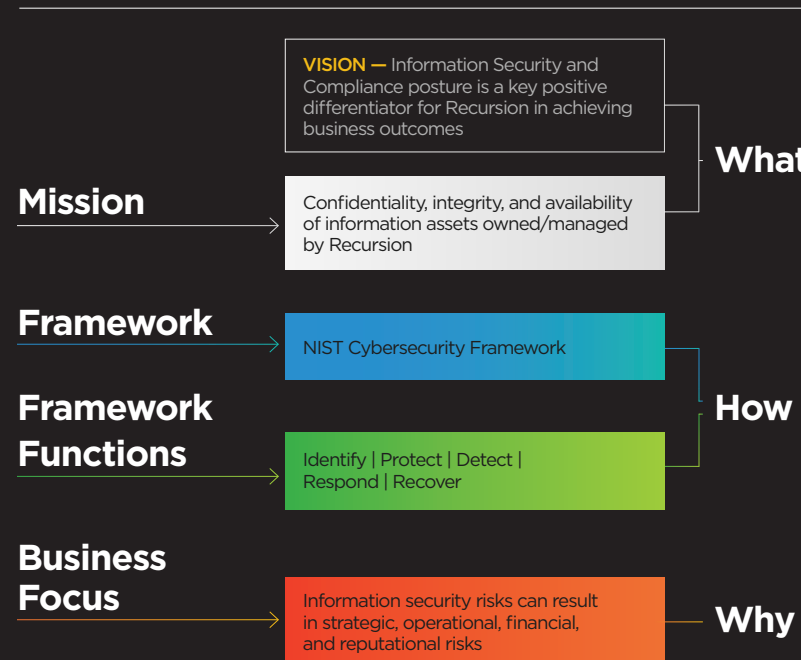 VISION — Information Security and
Compliance posture is a key positive
differentiator for Recursion in achieving
business outcomes
What
Mission
Confidentiality, integrity, and availability
of information assets owned/managed
by Recursion
Framework
NIST Cybersecurity Framework
How
Framework
Functions
Identify | Protect | Detect |
Respond | Recover
Business
Focus
Information security risks can result
in strategic, operational, financial,
and reputational risks
Why